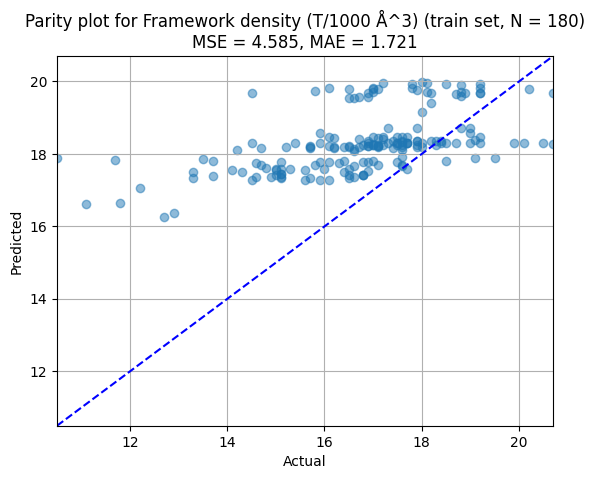 Parity plot for Framework density (T/1000 Å^3) (train set, N = 180)
MSE = 4.585, MAE = 1.721
20
18
16
14
12
Predicted
12
14
16
18
20
Actual